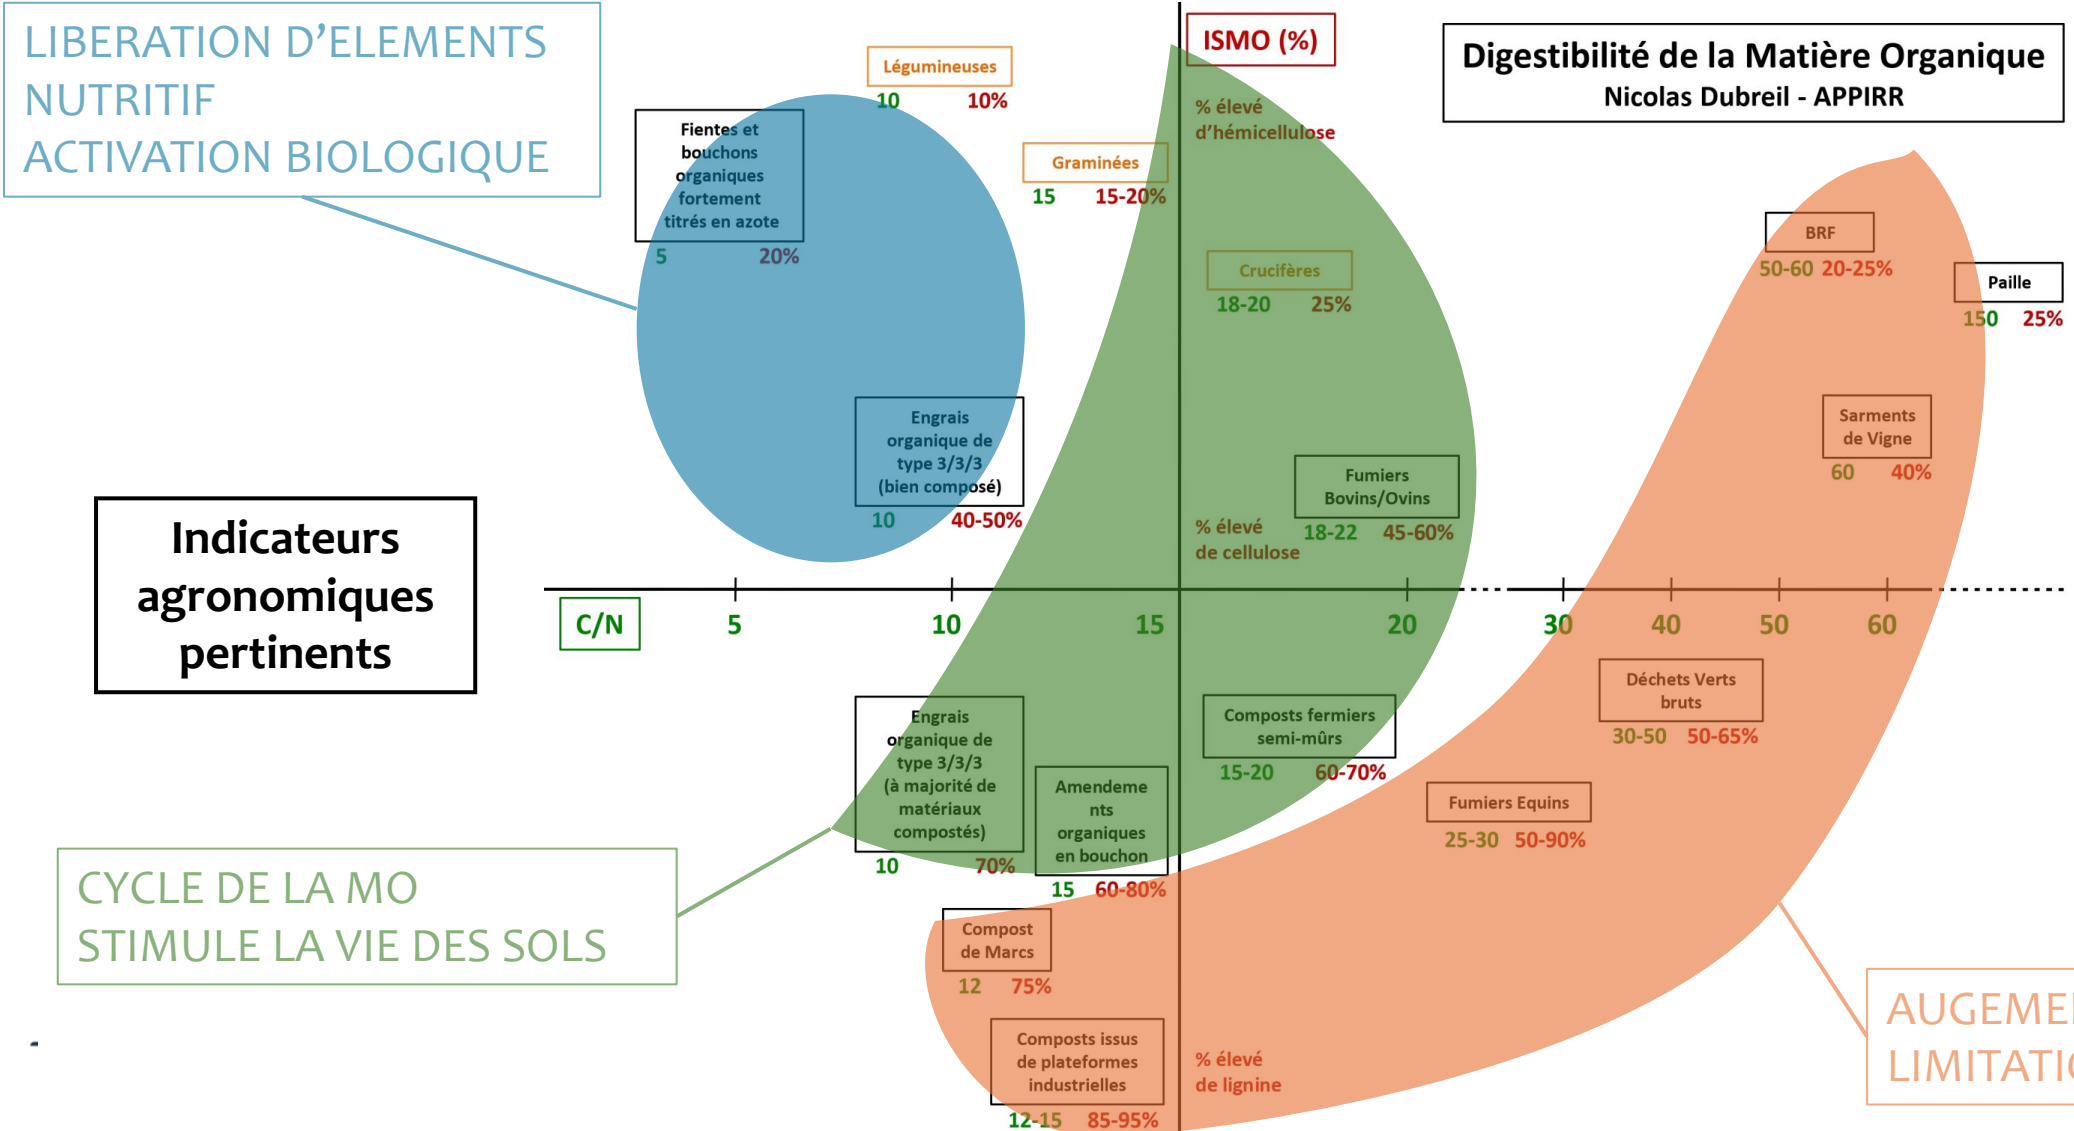 LIBERATION D'ELEMENTS
NUTRITIF
ACTIVATION BIOLOGIQUE
Légumineuses
10 10%
ISMO (%)
Digestibilité de la Matière Organique
Nicolas Dubreil - APPIRR
Fientes et
bouchons
organiques
fortement
titrés en azote
5 20%
% élevé
d'hémicellulose
Graminées
15 15-20%
Crucifères
18-20 25%
BRF
50-60 20-25%
Paille
150 25%
Engrais
organique de
type 3/3/3
(bien composé)
10 40-50%
Sarments
de Vigne
60 40%
Fumiers
Bovins/Ovins
18-22 45-60%
% élevé
de cellulose
Indicateurs
agronomiques
pertinents
C/N 5 10 15 20 30 40 50 60
Engrais
organique de
type 3/3/3
(à majorité de
matériaux
compostés)
10 70%
Amendeme
nts
organiques
en bouchon
15 60-80%
Composts fermiers
semi-mûrs
15-20 60-70%
Déchets Verts
bruts
30-50 50-65%
Fumiers Equins
25-30 50-90%
CYCLE DE LA MO
STIMULE LA VIE DES SOLS
Compost
de Marcs
12 75%
Composts issus
de plateformes
industrielles
12-15 85-95%
% élevé
de lignine